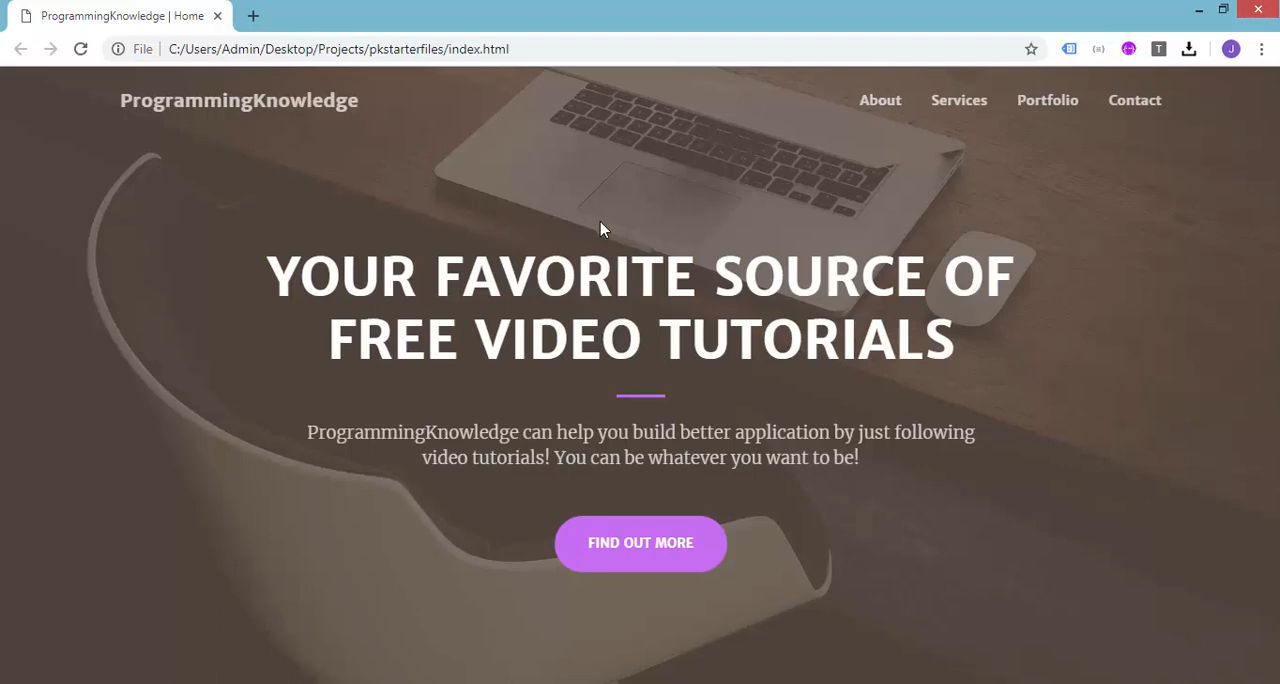 ProgrammingKnowledge | Home
File
C:/Users/Admin/Desktop/Projects/pkstarterfiles/index.html
T
J
ProgrammingKnowledge
About
Services
Portfolio
Contact
YOUR FAVORITE SOURCE OF
FREE VIDEO TUTORIALS
ProgrammingKnowledge can help you build better application by just following
video tutorials! You can be whatever you want to be!
FIND OUT MORE